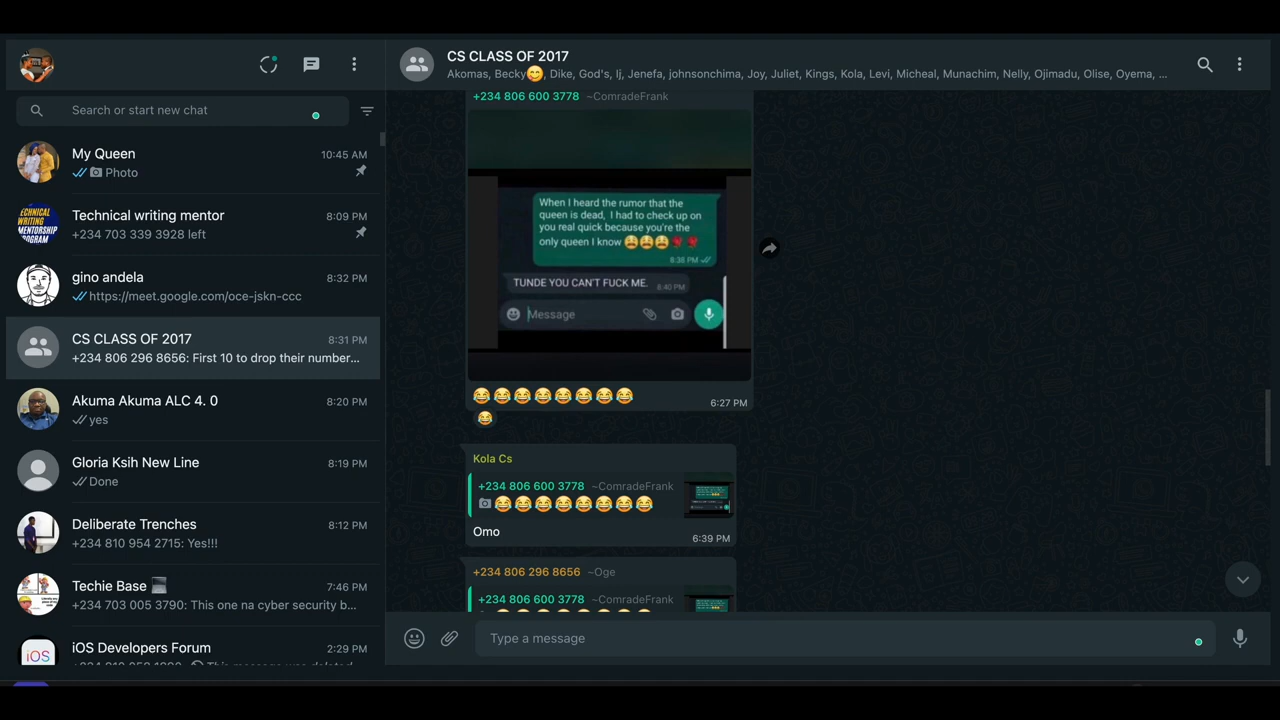 Search or start new chat
My Queen
10:45 AM
Photo
TECHNICAL
WRITING
MENTORSHIP
PROGRAM
Technical writing mentor
8:09 PM
+234 703 339 3928 left
gino andela
8:32 PM
https://meet.google.com/oce-jskn-ccc
CS CLASS OF 2017
8:31 PM
+234 806 296 8656: First 10 to drop their number...
Akuma Akuma ALC 4. 0
8:20 PM
yes
Gloria Ksih New Line
8:19 PM
Done
Deliberate Trenches
8:12 PM
+234 810 954 2715: Yes!!!
Techie Base
7:46 PM
+234 703 005 3790: This one na cyber security b...
iOS
iOS Developers Forum
2:29 PM
CS CLASS OF 2017
Akomas, Becky😋, Dike, God's, Ij, Jenefa, johnsonchima, Joy, Juliet, Kings, Kola, Levi, Micheal, Munachim, Nelly, Ojimadu, Olise, Oyema, ...
+234 806 600 3778 ~ComradeFrank
When I heard the rumor that the
queen is dead, I had to check up on
you real quick because you're the
only queen I know 😫😫😫🌹🌹
8:38 PM
TUNDE YOU CAN'T FUCK ME. 8:40 PM
Message
😂😂😂😂😂😂😂😂
6:27 PM
😂
Kola Cs
+234 806 600 3778 ~ComradeFrank
😂😂😂😂😂😂😂😂
Omo
6:39 PM
+234 806 296 8656 ~Oge
+234 806 600 3778 ~ComradeFrank
Type a message